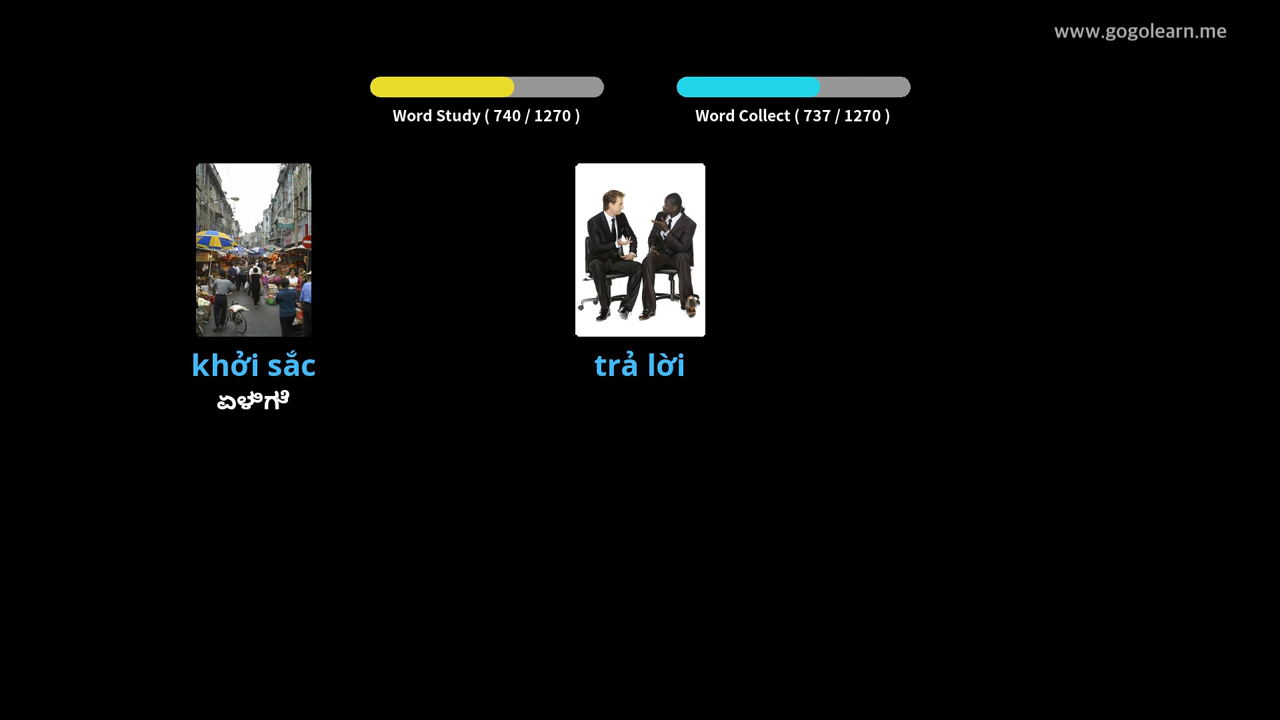 www.gogolearn.me
Word Study ( 740 / 1270 )
Word Collect ( 737 / 1270 )
khởi sắc
ಏಳಿಗೆ
trả lời